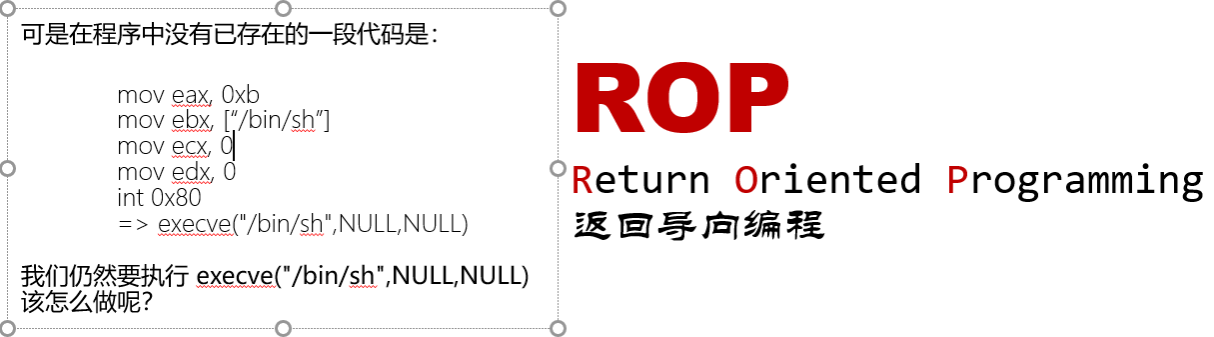 可是在程序中没有已存在的一段代码是：
mov eax, 0xb
mov ebx, [“/bin/sh”]
mov ecx, 0
mov edx, 0
int 0x80
=> execve("/bin/sh",NULL,NULL)
我们仍然要执行 execve("/bin/sh",NULL,NULL)
该怎么做呢？
ROP
Return Oriented Programming
返回导向编程